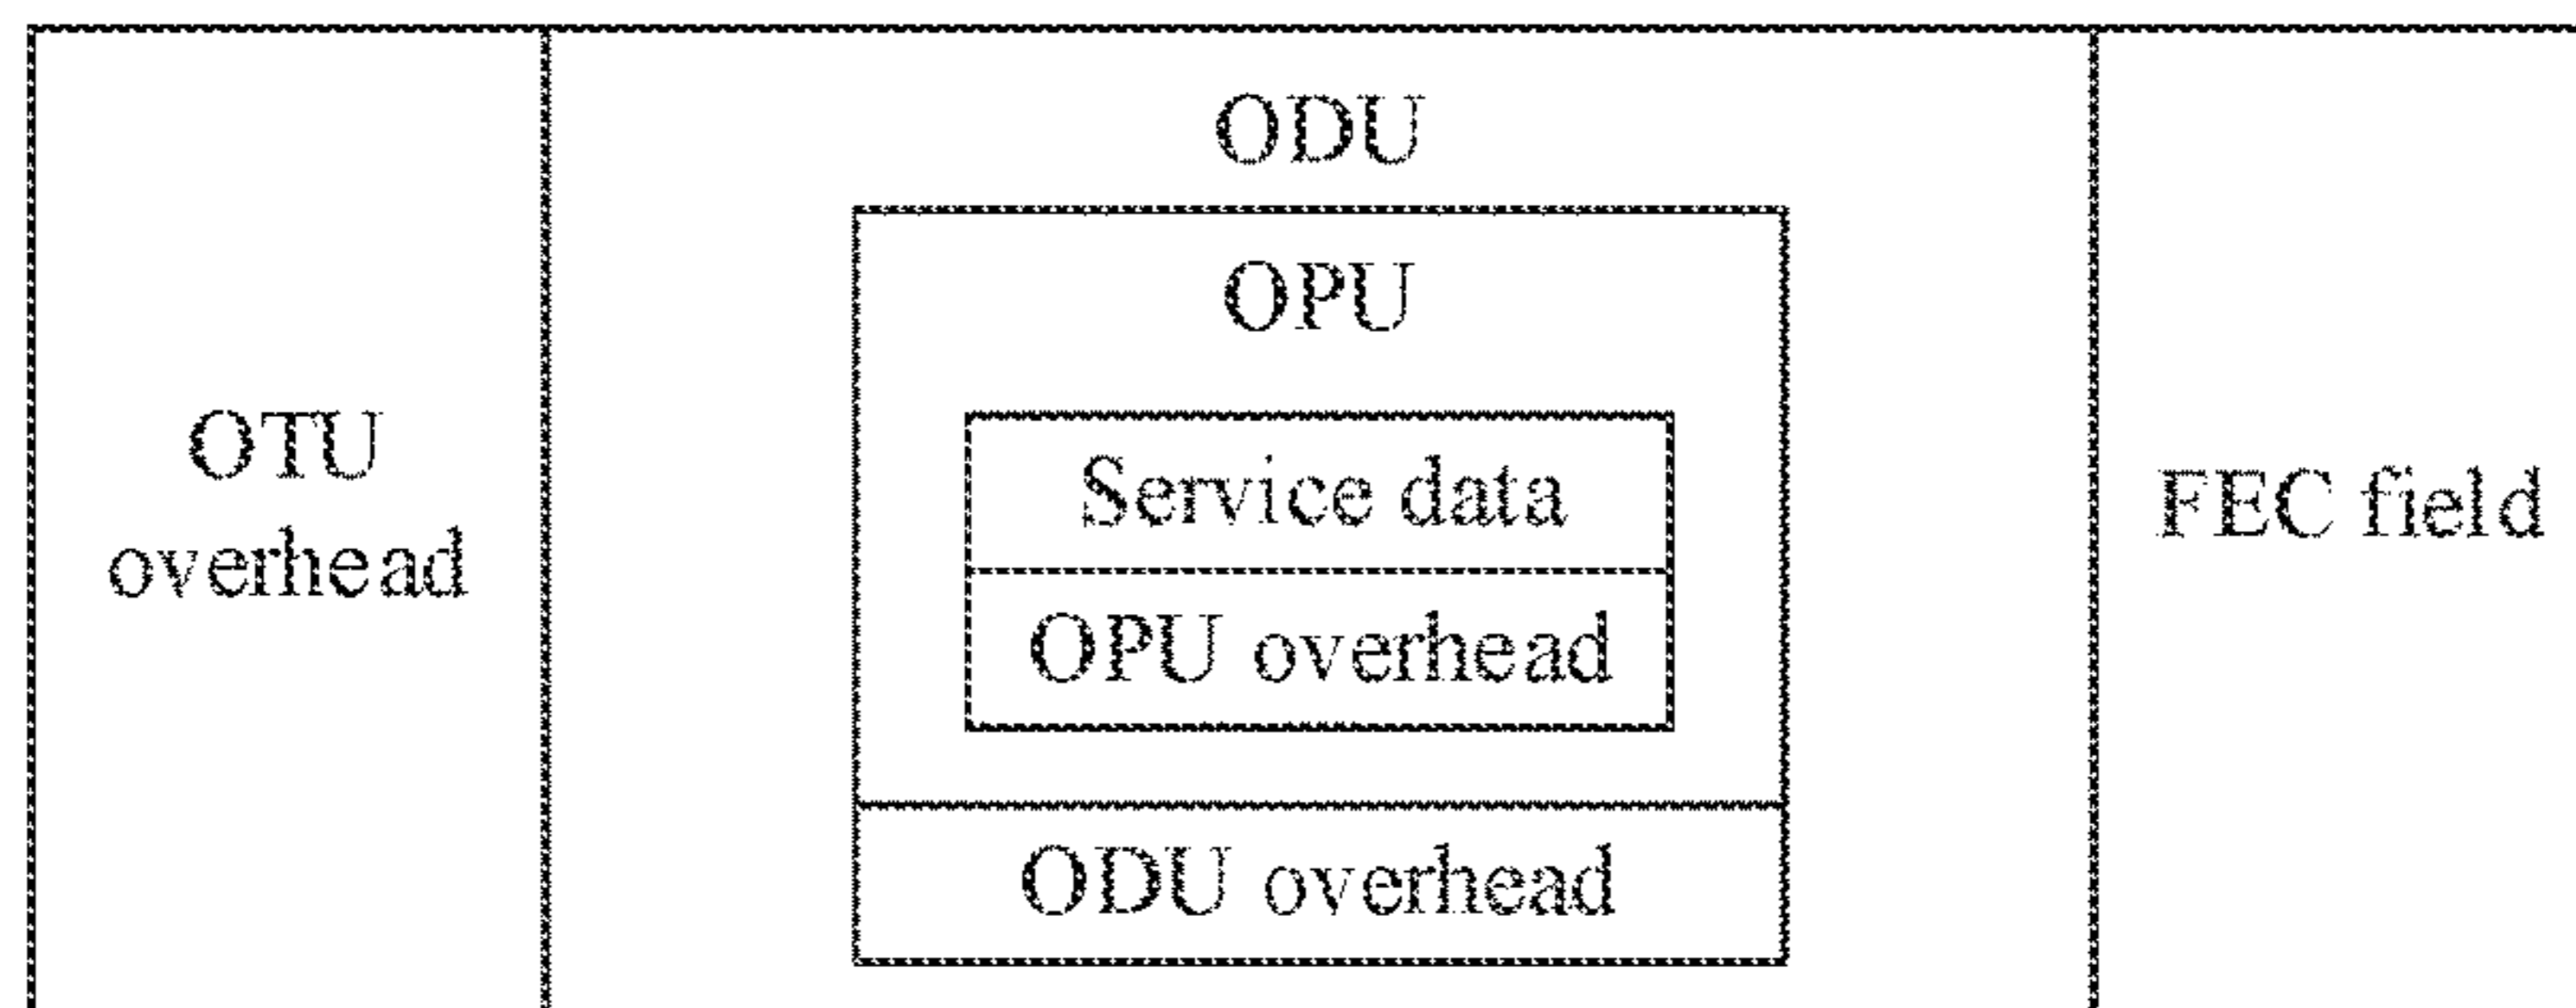 ODU
OPU
OTU
overhead
Service data
OPU overhead
ODU overhead
FEC field